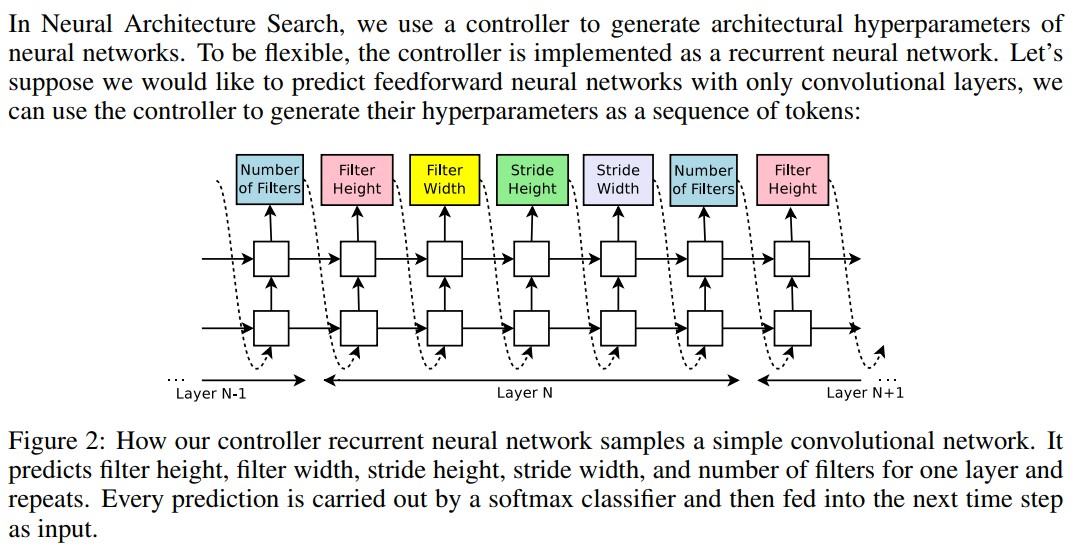 In Neural Architecture Search, we use a controller to generate architectural hyperparameters of
neural networks. To be flexible, the controller is implemented as a recurrent neural network. Let's
suppose we would like to predict feedforward neural networks with only convolutional layers, we
can use the controller to generate their hyperparameters as a sequence of tokens:
Number
of Filters
Filter
Height
Filter
Width
Stride
Height
Stride
Width
Number
of Filters
Filter
Height
... Layer N-1
Layer N
Layer N+1 ...
Figure 2: How our controller recurrent neural network samples a simple convolutional network. It
predicts filter height, filter width, stride height, stride width, and number of filters for one layer and
repeats. Every prediction is carried out by a softmax classifier and then fed into the next time step
as input.